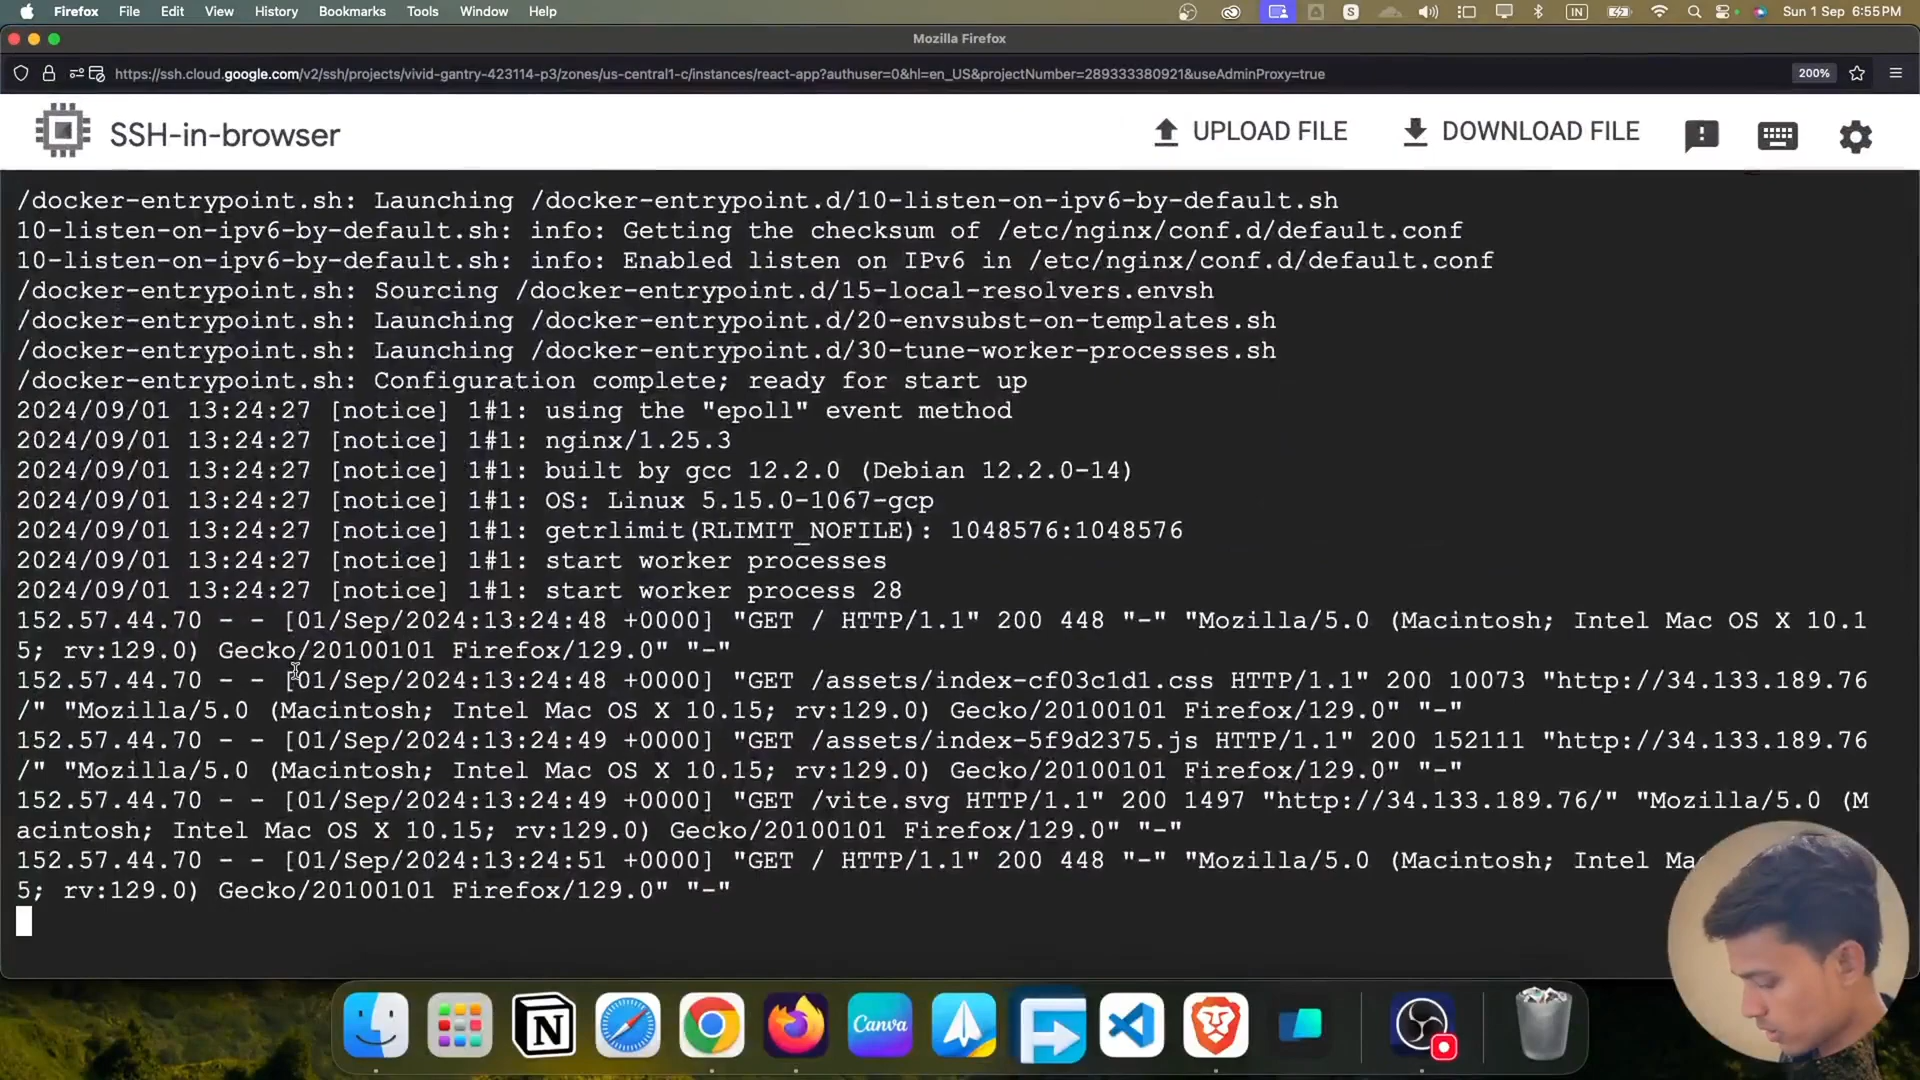 Firefox File Edit View History Bookmarks Tools Window Help IN Sun 1 Sep 6:55PM
Mozilla Firefox
https://ssh.cloud.google.com/v2/ssh/projects/vivid-gantry-423114-p3/zones/us-central1-c/instances/react-app?authuser=0&hl=en_US&projectNumber=289333380921&useAdminProxy=true 200%
SSH-in-browser UPLOAD FILE DOWNLOAD FILE
/docker-entrypoint.sh: Launching /docker-entrypoint.d/10-listen-on-ipv6-by-default.sh
10-listen-on-ipv6-by-default.sh: info: Getting the checksum of /etc/nginx/conf.d/default.conf
10-listen-on-ipv6-by-default.sh: info: Enabled listen on IPv6 in /etc/nginx/conf.d/default.conf
/docker-entrypoint.sh: Sourcing /docker-entrypoint.d/15-local-resolvers.envsh
/docker-entrypoint.sh: Launching /docker-entrypoint.d/20-envsubst-on-templates.sh
/docker-entrypoint.sh: Launching /docker-entrypoint.d/30-tune-worker-processes.sh
/docker-entrypoint.sh: Configuration complete; ready for start up
2024/09/01 13:24:27 [notice] 1#1: using the "epoll" event method
2024/09/01 13:24:27 [notice] 1#1: nginx/1.25.3
2024/09/01 13:24:27 [notice] 1#1: built by gcc 12.2.0 (Debian 12.2.0-14)
2024/09/01 13:24:27 [notice] 1#1: OS: Linux 5.15.0-1067-gcp
2024/09/01 13:24:27 [notice] 1#1: getrlimit(RLIMIT_NOFILE): 1048576:1048576
2024/09/01 13:24:27 [notice] 1#1: start worker processes
2024/09/01 13:24:27 [notice] 1#1: start worker process 28
152.57.44.70 - - [01/Sep/2024:13:24:48 +0000] "GET / HTTP/1.1" 200 448 "-" "Mozilla/5.0 (Macintosh; Intel Mac OS X 10.1
5; rv:129.0) Gecko/20100101 Firefox/129.0" "-"
152.57.44.70 - - [01/Sep/2024:13:24:48 +0000] "GET /assets/index-cf03c1d1.css HTTP/1.1" 200 10073 "http://34.133.189.76
/" "Mozilla/5.0 (Macintosh; Intel Mac OS X 10.15; rv:129.0) Gecko/20100101 Firefox/129.0" "-"
152.57.44.70 - - [01/Sep/2024:13:24:49 +0000] "GET /assets/index-5f9d2375.js HTTP/1.1" 200 152111 "http://34.133.189.76
/" "Mozilla/5.0 (Macintosh; Intel Mac OS X 10.15; rv:129.0) Gecko/20100101 Firefox/129.0" "-"
152.57.44.70 - - [01/Sep/2024:13:24:49 +0000] "GET /vite.svg HTTP/1.1" 200 1497 "http://34.133.189.76/" "Mozilla/5.0 (M
acintosh; Intel Mac OS X 10.15; rv:129.0) Gecko/20100101 Firefox/129.0" "-"
152.57.44.70 - - [01/Sep/2024:13:24:51 +0000] "GET / HTTP/1.1" 200 448 "-" "Mozilla/5.0 (Macintosh; Intel
5; rv:129.0) Gecko/20100101 Firefox/129.0" "-"
Canva